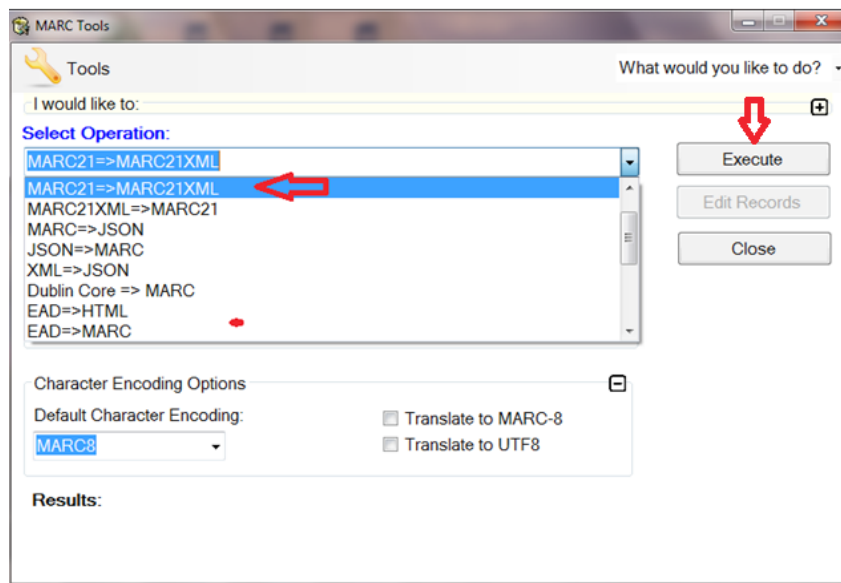 MARC Tools
Tools
What would you like to do?
I would like to:
Select Operation:
MARC21=>MARC21XML
Execute
MARC21=>MARC21XML
MARC21XML=>MARC21
Edit Records
MARC=>JSON
JSON=>MARC
Close
XML=>JSON
Dublin Core => MARC
EAD=>HTML
EAD=>MARC
Character Encoding Options
Default Character Encoding:
Translate to MARC-8
MARC8
Translate to UTF8
Results: